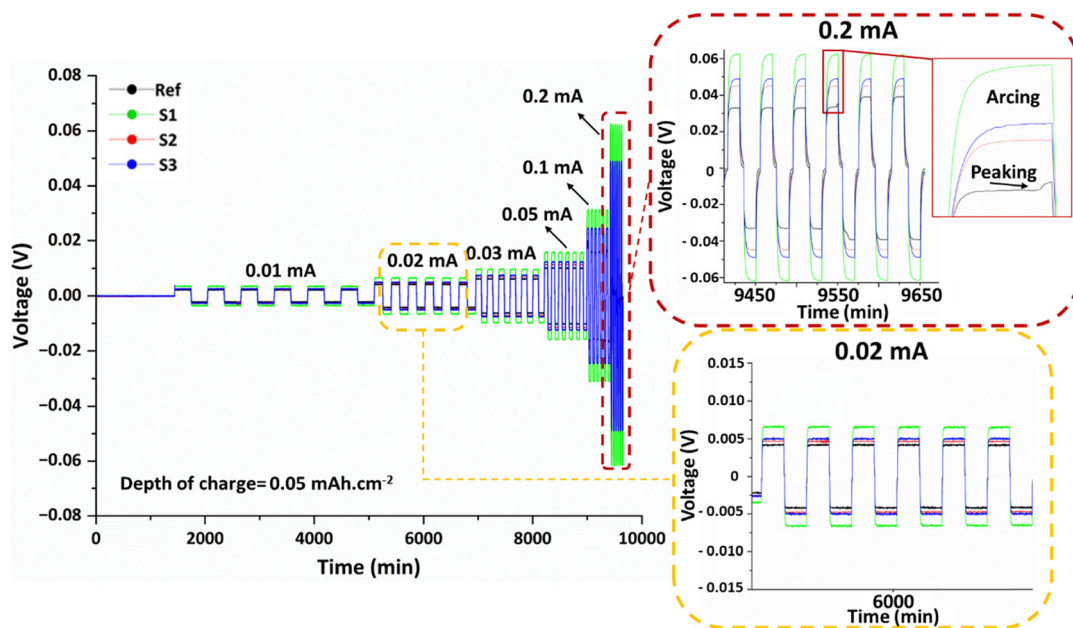 0.08
0.06
0.04
0.02
0.00
−0.02
−0.04
−0.06
−0.08
Voltage (V)
Ref
S1
S2
S3
0.01 mA
0.02 mA
0.03 mA
0.05 mA
0.1 mA
0.2 mA
Depth of charge= 0.05 mAh.cm⁻²
0
2000
4000
6000
8000
10000
Time (min)
0.2 mA
0.06
0.04
0.02
0
- 0.02
- 0.04
0.06
Voltage (V)
9450
9550
9650
Time (min)
Arcing
Peaking
0.02 mA
0.015
0.010
0.005
0
- 0.005
- 0.010
- 0.015
Voltage (V)
6000
Time (min)